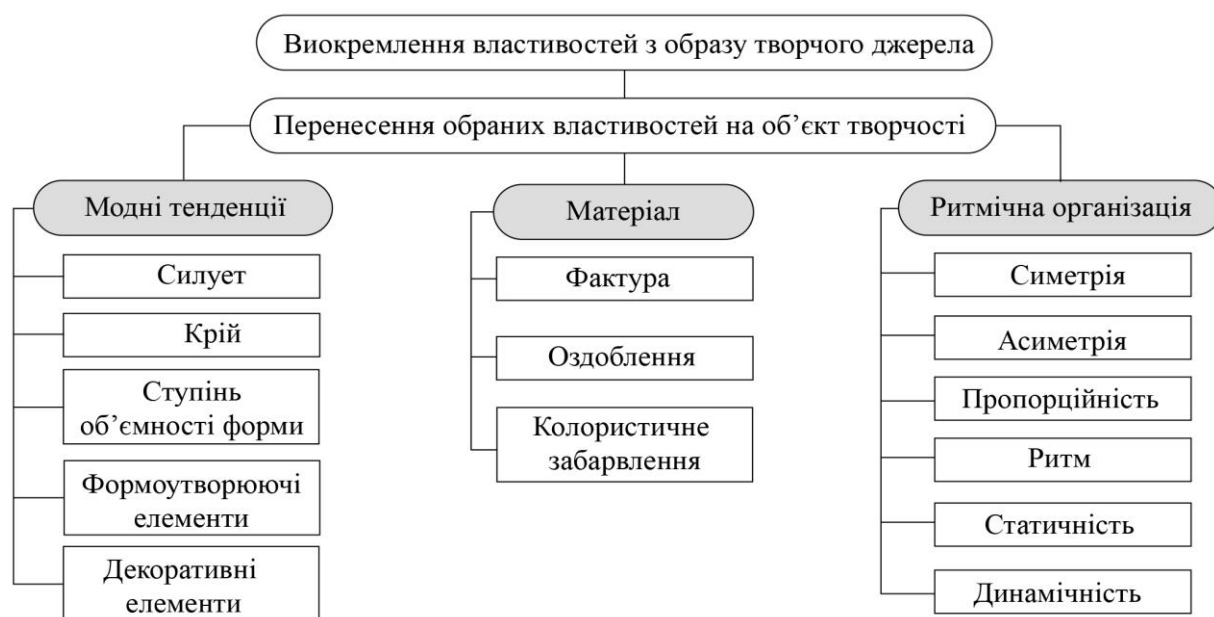 Виокремлення властивостей з образу творчого джерела
Перенесення обраних властивостей на об’єкт творчості
Модні тенденції
Силует
Крій
Ступінь
об’ємності форми
Формоутворюючі
елементи
Декоративні
елементи
Матеріал
Фактура
Оздоблення
Колористичне
забарвлення
Ритмічна організація
Симетрія
Асиметрія
Пропорційність
Ритм
Статичність
Динамічність